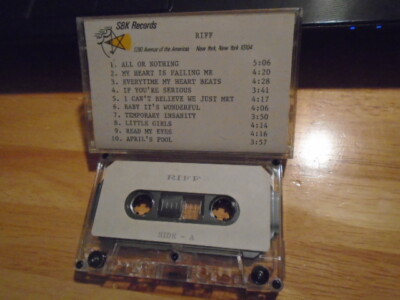 SBK Records
RIFF
1290 Avenue of the Americas New York, New York 10104
1. ALL OR NOTHING 5:06
2. MY HEART IS FAILING ME 4:20
3. EVERYTIME MY HEART BEATS 4:28
4. IF YOU'RE SERIOUS 3:41
5. I CAN'T BELIEVE WE JUST MET 4:17
6. BABY IT'S WONDERFUL 4:06
7. TEMPORARY INSANITY 3:50
8. LITTLE GIRLS 4:14
9. READ MY EYES 4:16
10. APRIL'S FOOL 3:37
RIFF
SIDE - A